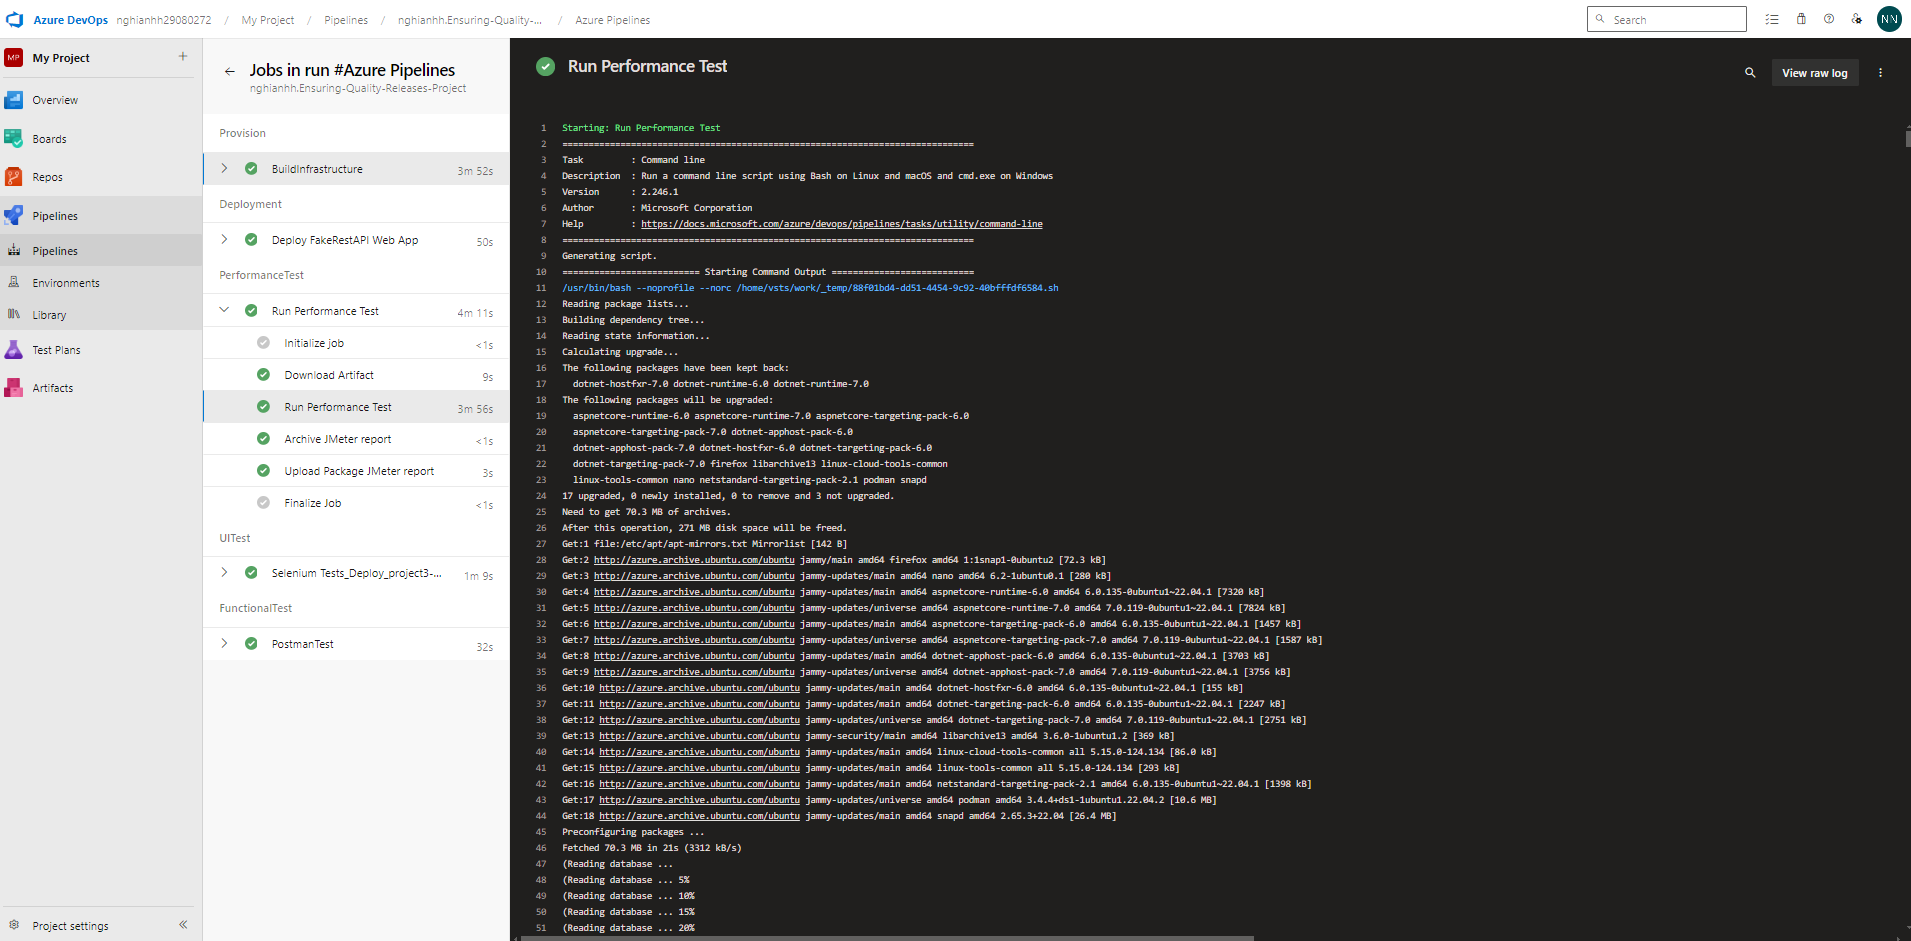 Azure DevOps nghianhh29080272 / My Project / Pipelines / nghianhh.Ensuring-Quality-... / Azure Pipelines
Search
NN
MP My Project +
Overview
Boards
Repos
Pipelines
Pipelines
Environments
Library
Test Plans
Artifacts
Project settings
Jobs in run #Azure Pipelines
nghianhh.Ensuring-Quality-Releases-Project
Provision
BuildInfrastructure 3m 52s
Deployment
Deploy FakeRestAPI Web App 50s
PerformanceTest
Run Performance Test 4m 11s
Initialize job <1s
Download Artifact 9s
Run Performance Test 3m 56s
Archive JMeter report <1s
Upload Package JMeter report 3s
Finalize Job <1s
UITest
Selenium Tests_Deploy_project3-... 1m 9s
FunctionalTest
PostmanTest 32s
Run Performance Test
View raw log
1 Starting: Run Performance Test
2 ==============================================================================
3 Task : Command line
4 Description : Run a command line script using Bash on Linux and macOS and cmd.exe on Windows
5 Version : 2.246.1
6 Author : Microsoft Corporation
7 Help : https://docs.microsoft.com/azure/devops/pipelines/tasks/utility/command-line
8 ==============================================================================
9 Generating script.
10 ========================== Starting Command Output ===========================
11 /usr/bin/bash --noprofile --norc /home/vsts/work/_temp/88f01bd4-dd51-4454-9c92-40bfffdf6584.sh
12 Reading package lists...
13 Building dependency tree...
14 Reading state information...
15 Calculating upgrade...
16 The following packages have been kept back:
17 dotnet-hostfxr-7.0 dotnet-runtime-6.0 dotnet-runtime-7.0
18 The following packages will be upgraded:
19 aspnetcore-runtime-6.0 aspnetcore-runtime-7.0 aspnetcore-targeting-pack-6.0
20 aspnetcore-targeting-pack-7.0 dotnet-apphost-pack-6.0
21 dotnet-apphost-pack-7.0 dotnet-hostfxr-6.0 dotnet-targeting-pack-6.0
22 dotnet-targeting-pack-7.0 firefox libarchive13 linux-cloud-tools-common
23 linux-tools-common nano netstandard-targeting-pack-2.1 podman snapd
24 17 upgraded, 0 newly installed, 0 to remove and 3 not upgraded.
25 Need to get 70.3 MB of archives.
26 After this operation, 271 MB disk space will be freed.
27 Get:1 file:/etc/apt/apt-mirrors.txt Mirrorlist [142 B]
28 Get:2 http://azure.archive.ubuntu.com/ubuntu jammy/main amd64 firefox amd64 1:1snap1-0ubuntu2 [72.3 kB]
29 Get:3 http://azure.archive.ubuntu.com/ubuntu jammy-updates/main amd64 nano amd64 6.2-1ubuntu0.1 [280 kB]
30 Get:4 http://azure.archive.ubuntu.com/ubuntu jammy-updates/main amd64 aspnetcore-runtime-6.0 amd64 6.0.135-0ubuntu1~22.04.1 [7320 kB]
31 Get:5 http://azure.archive.ubuntu.com/ubuntu jammy-updates/universe amd64 aspnetcore-runtime-7.0 amd64 7.0.119-0ubuntu1~22.04.1 [7824 kB]
32 Get:6 http://azure.archive.ubuntu.com/ubuntu jammy-updates/main amd64 aspnetcore-targeting-pack-6.0 amd64 6.0.135-0ubuntu1~22.04.1 [1457 kB]
33 Get:7 http://azure.archive.ubuntu.com/ubuntu jammy-updates/universe amd64 aspnetcore-targeting-pack-7.0 amd64 7.0.119-0ubuntu1~22.04.1 [1587 kB]
34 Get:8 http://azure.archive.ubuntu.com/ubuntu jammy-updates/main amd64 dotnet-apphost-pack-6.0 amd64 6.0.135-0ubuntu1~22.04.1 [3703 kB]
35 Get:9 http://azure.archive.ubuntu.com/ubuntu jammy-updates/universe amd64 dotnet-apphost-pack-7.0 amd64 7.0.119-0ubuntu1~22.04.1 [3756 kB]
36 Get:10 http://azure.archive.ubuntu.com/ubuntu jammy-updates/main amd64 dotnet-hostfxr-6.0 amd64 6.0.135-0ubuntu1~22.04.1 [155 kB]
37 Get:11 http://azure.archive.ubuntu.com/ubuntu jammy-updates/main amd64 dotnet-targeting-pack-6.0 amd64 6.0.135-0ubuntu1~22.04.1 [2247 kB]
38 Get:12 http://azure.archive.ubuntu.com/ubuntu jammy-updates/universe amd64 dotnet-targeting-pack-7.0 amd64 7.0.119-0ubuntu1~22.04.1 [2751 kB]
39 Get:13 http://azure.archive.ubuntu.com/ubuntu jammy-security/main amd64 libarchive13 amd64 3.6.0-1ubuntu1.2 [369 kB]
40 Get:14 http://azure.archive.ubuntu.com/ubuntu jammy-updates/main amd64 linux-cloud-tools-common all 5.15.0-124.134 [86.0 kB]
41 Get:15 http://azure.archive.ubuntu.com/ubuntu jammy-updates/main amd64 linux-tools-common all 5.15.0-124.134 [293 kB]
42 Get:16 http://azure.archive.ubuntu.com/ubuntu jammy-updates/main amd64 netstandard-targeting-pack-2.1 amd64 6.0.135-0ubuntu1~22.04.1 [1398 kB]
43 Get:17 http://azure.archive.ubuntu.com/ubuntu jammy-updates/universe amd64 podman amd64 3.4.4+ds1-1ubuntu1.22.04.2 [10.6 MB]
44 Get:18 http://azure.archive.ubuntu.com/ubuntu jammy-updates/main amd64 snapd amd64 2.65.3+22.04 [26.4 MB]
45 Preconfiguring packages ...
46 Fetched 70.3 MB in 21s (3312 kB/s)
47 (Reading database ...
48 (Reading database ... 5%
49 (Reading database ... 10%
50 (Reading database ... 15%
51 (Reading database ... 20%